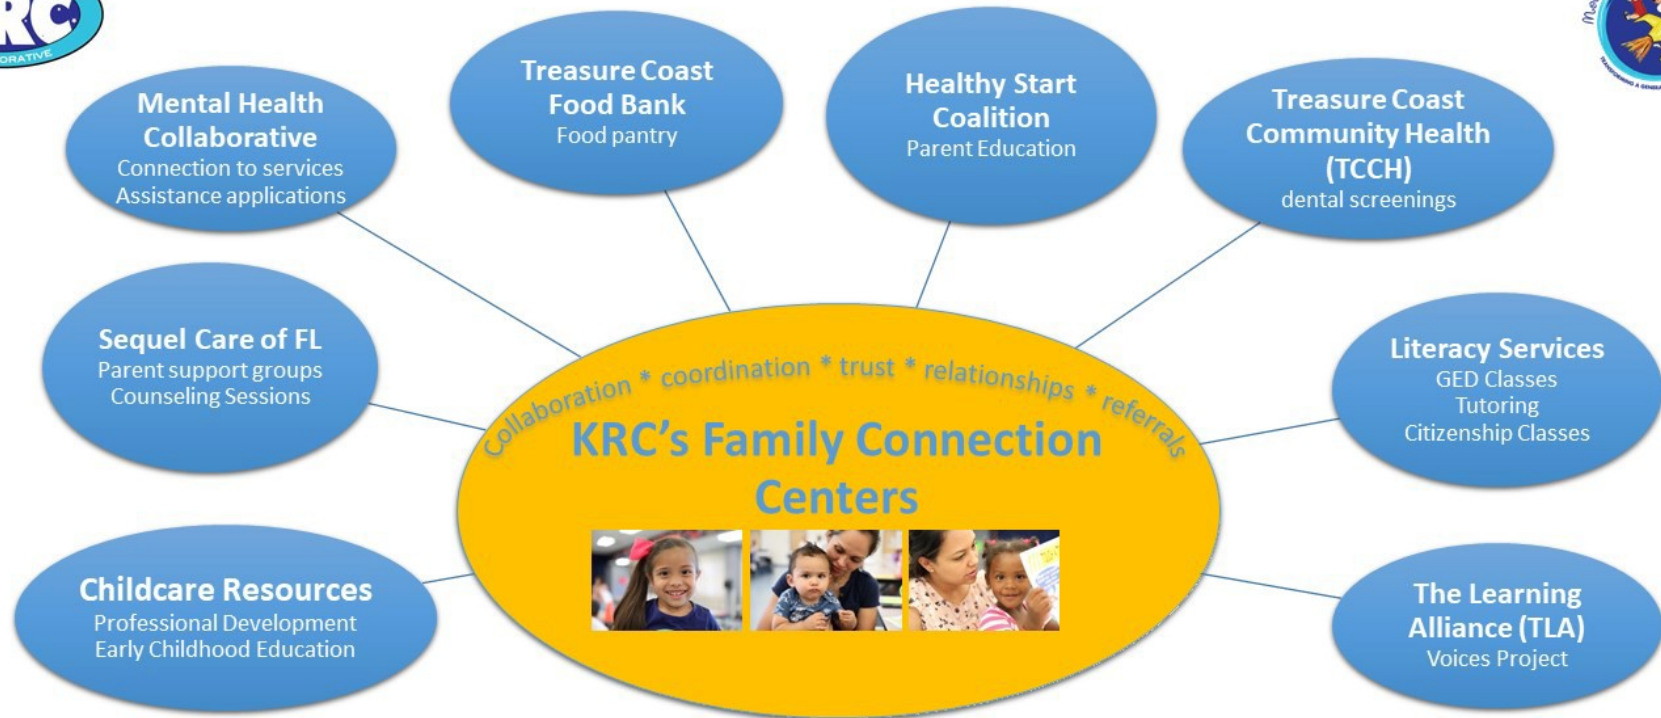 RC
ORATIVE
Mental Health
Collaborative
Connection to services
Assistance applications
Treasure Coast
Food Bank
Food pantry
Healthy Start
Coalition
Parent Education
Treasure Coast
Community Health
(TCCH)
dental screenings
Sequel Care of FL
Parent support groups
Counseling Sessions
Literacy Services
GED Classes
Tutoring
Citizenship Classes
Childcare Resources
Professional Development
Early Childhood Education
The Learning
Alliance (TLA)
Voices Project
Collaboration * coordination * trust * relationships * referrals
KRC's Family Connection
Centers